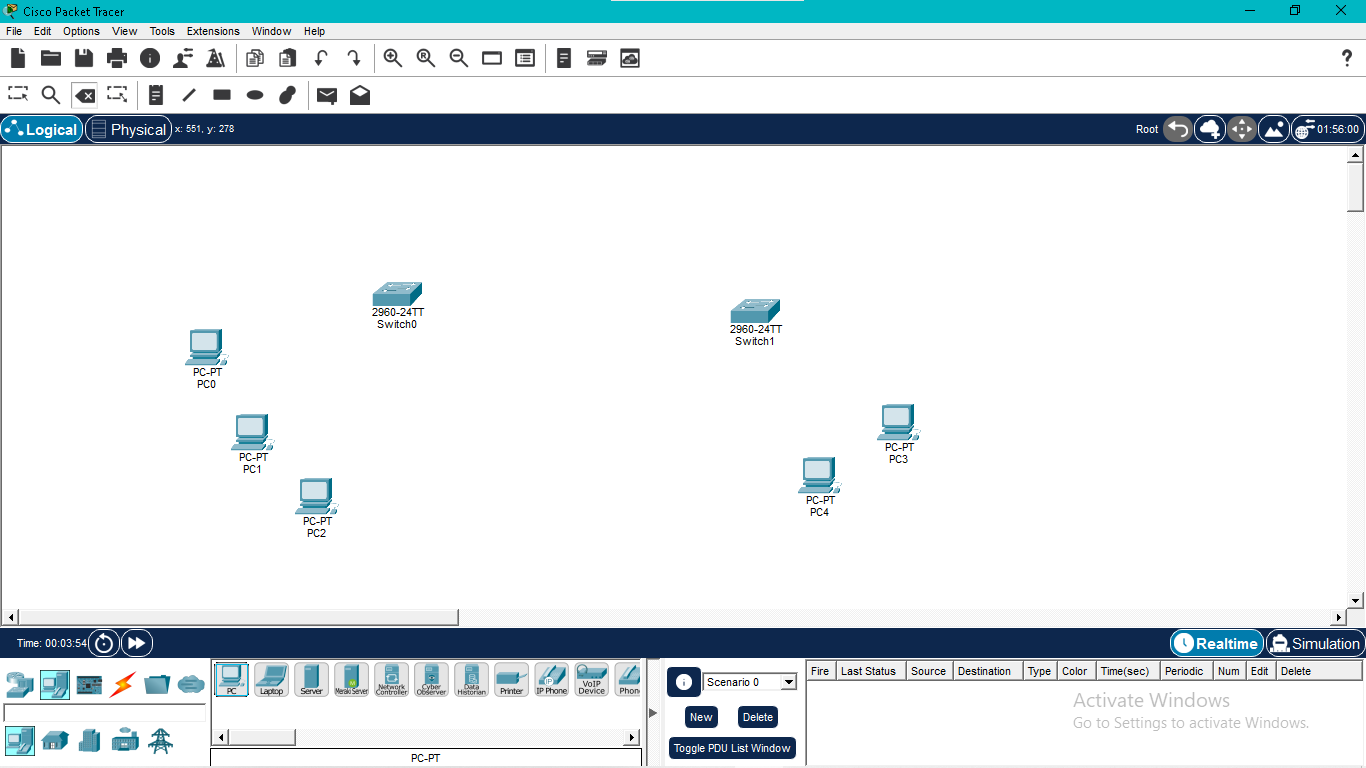 Cisco Packet Tracer
File Edit Options View Tools Extensions Window Help
Logical Physical x: 551, y: 278 Root 01:56:00
2960-24TT
Switch0
2960-24TT
Switch1
PC-PT
PC0
PC-PT
PC1
PC-PT
PC2
PC-PT
PC3
PC-PT
PC4
Time: 00:03:54 Realtime Simulation
PC Laptop Server Meraki Server Network Controller Cyber Observer Data Historian Printer IP Phone VoIP Device Phone
PC-PT
Scenario 0
New Delete
Toggle PDU List Window
Fire Last Status Source Destination Type Color Time(sec) Periodic Num Edit Delete
Activate Windows
Go to Settings to activate Windows.